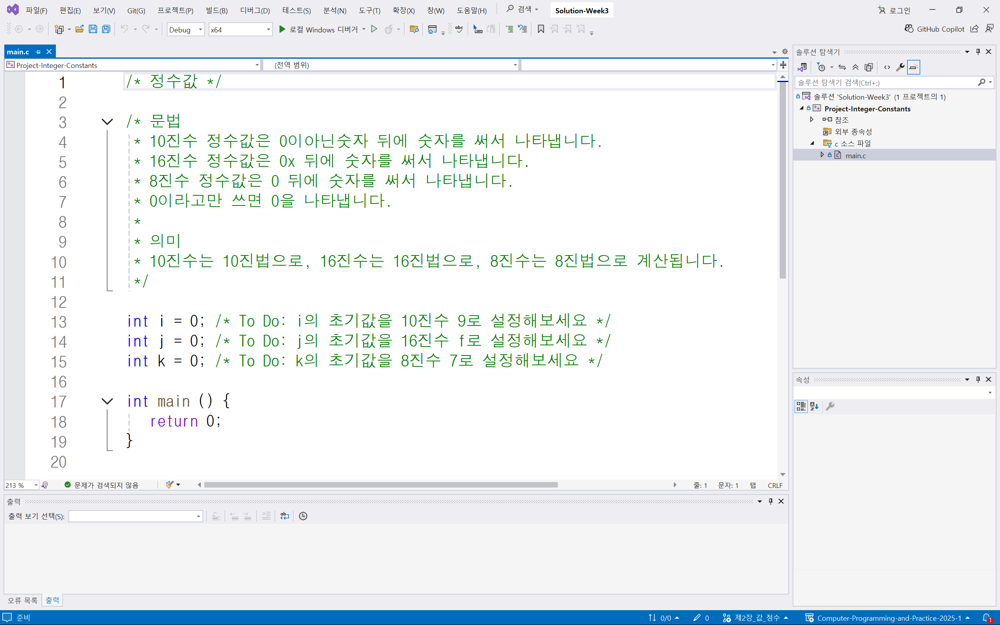 파일(F) 편집(E) 보기(V) Git(G) 프로젝트(P) 빌드(B) 디버그(D) 테스트(S) 분석(N) 도구(T) 확장(X) 창(W) 도움말(H) 검색 Solution-Week3 로그인
Debug x64 로컬 Windows 디버거 abc GitHub Copilot
main.c
Project-Integer-Constants (전역 범위)
1 /* 정수값 */
2
3 /* 문법
4 * 10진수 정수값은 0이아닌숫자 뒤에 숫자를 써서 나타냅니다.
5 * 16진수 정수값은 0x 뒤에 숫자를 써서 나타냅니다.
6 * 8진수 정수값은 0 뒤에 숫자를 써서 나타냅니다.
7 * 0이라고만 쓰면 0을 나타냅니다.
8 *
9 * 의미
10 * 10진수는 10진법으로, 16진수는 16진법으로, 8진수는 8진법으로 계산됩니다.
11 */
12
13 int i = 0; /* To Do: i의 초기값을 10진수 9로 설정해보세요 */
14 int j = 0; /* To Do: j의 초기값을 16진수 f로 설정해보세요 */
15 int k = 0; /* To Do: k의 초기값을 8진수 7로 설정해보세요 */
16
17 int main () {
18 return 0;
19 }
20
213 % 문제가 검색되지 않음 줄: 1 문자: 1 탭 CRLF
출력
출력 보기 선택(S):
오류 목록 출력
솔루션 탐색기
솔루션 탐색기 검색(Ctrl+;)
솔루션 'Solution-Week3' (1 프로젝트의 1)
Project-Integer-Constants
참조
외부 종속성
c 소스 파일
main.c
속성
준비 0/0 0 제2장_값_정수 Computer-Programming-and-Practice-2025-1 1